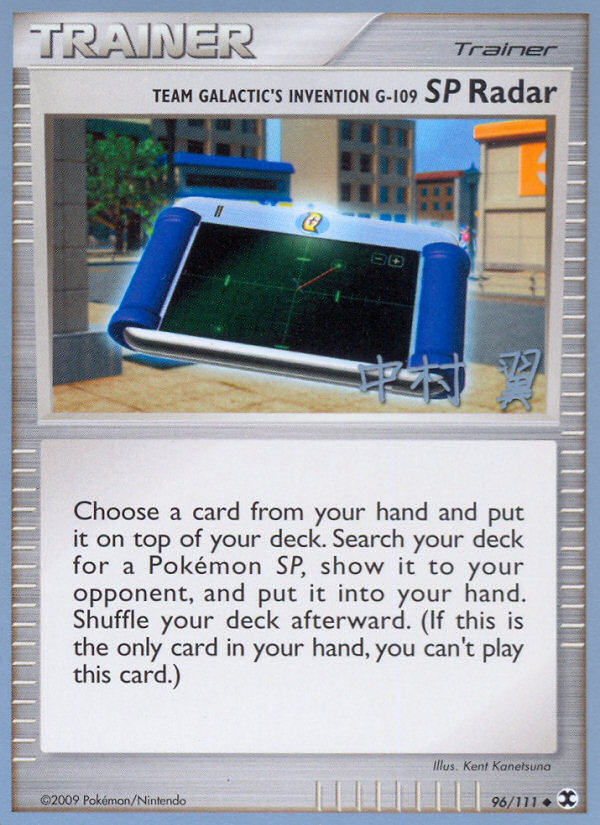 TRAINER
Trainer
TEAM GALACTIC'S INVENTION G-109 SP Radar
G
中村 翼
Choose a card from your hand and put
it on top of your deck. Search your deck
for a Pokémon SP, show it to your
opponent, and put it into your hand.
Shuffle your deck afterward. (If this is
the only card in your hand, you can't play
this card.)
Illus. Kent Kanetsuna
©2009 Pokémon/Nintendo
96/111